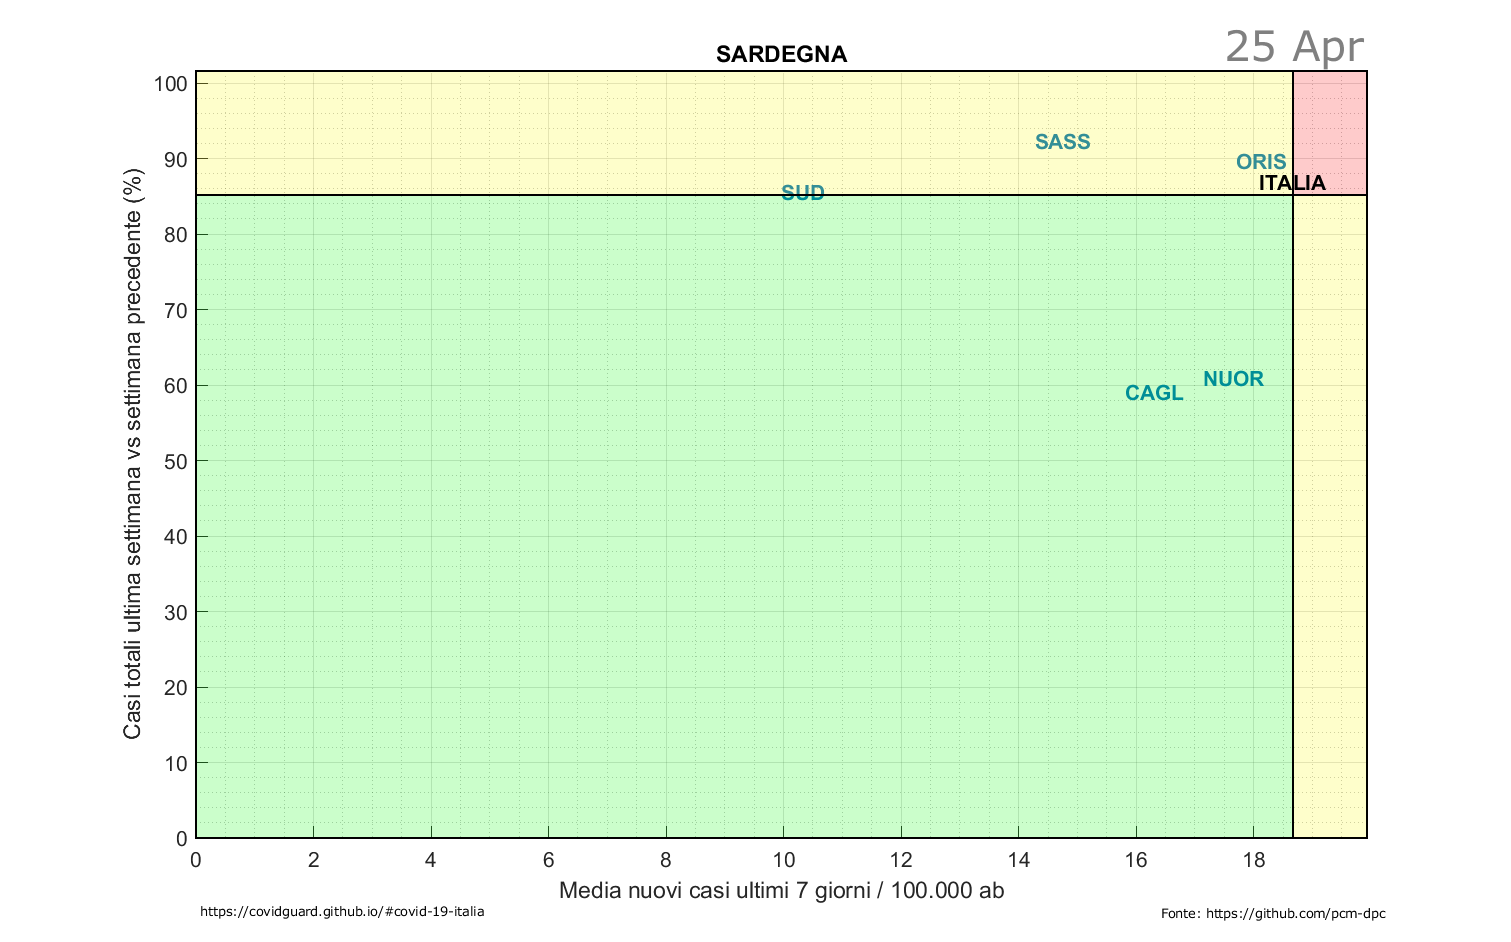 25 Apr
SARDEGNA
Casi totali ultima settimana vs settimana precedente (%)
100
90
80
70
60
50
40
30
20
10
0
SASS
ORIS
ITALIA
SUD
NUOR
CAGL
0 2 4 6 8 10 12 14 16 18
Media nuovi casi ultimi 7 giorni / 100.000 ab
https://covidguard.github.io/#covid-19-italia
Fonte: https://github.com/pcm-dpc